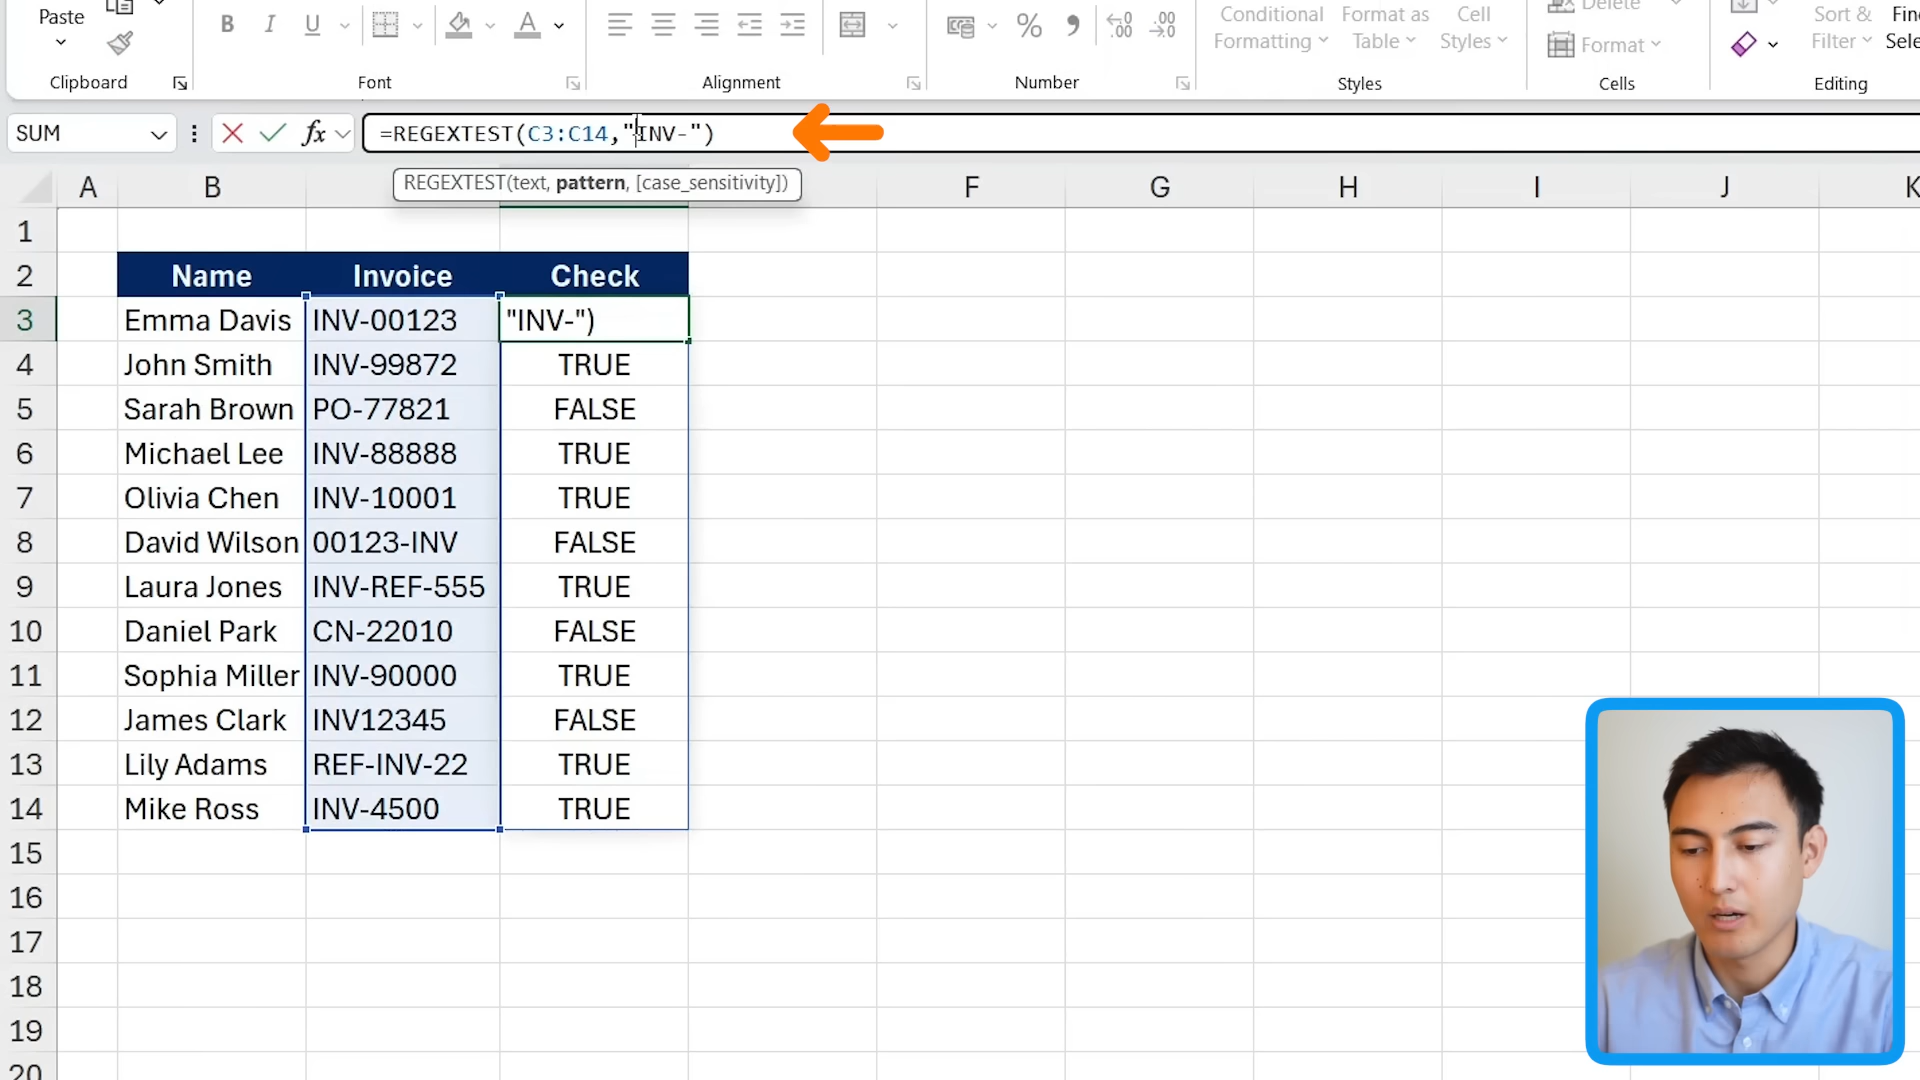 Paste
B I U A
% 9
Conditional Format as Cell
Formatting Table Styles
Delete
Format
Sort & Find
Filter Sele
Clipboard Font Alignment Number Styles Cells Editing
SUM fx =REGEXTEST(C3:C14,"INV-")
REGEXTEST(text, pattern, [case_sensitivity])
A B F G H I J K
1
2 Name Invoice Check
3 Emma Davis INV-00123 "INV-")
4 John Smith INV-99872 TRUE
5 Sarah Brown PO-77821 FALSE
6 Michael Lee INV-88888 TRUE
7 Olivia Chen INV-10001 TRUE
8 David Wilson 00123-INV FALSE
9 Laura Jones INV-REF-555 TRUE
10 Daniel Park CN-22010 FALSE
11 Sophia Miller INV-90000 TRUE
12 James Clark INV12345 FALSE
13 Lily Adams REF-INV-22 TRUE
14 Mike Ross INV-4500 TRUE
15
16
17
18
19
20